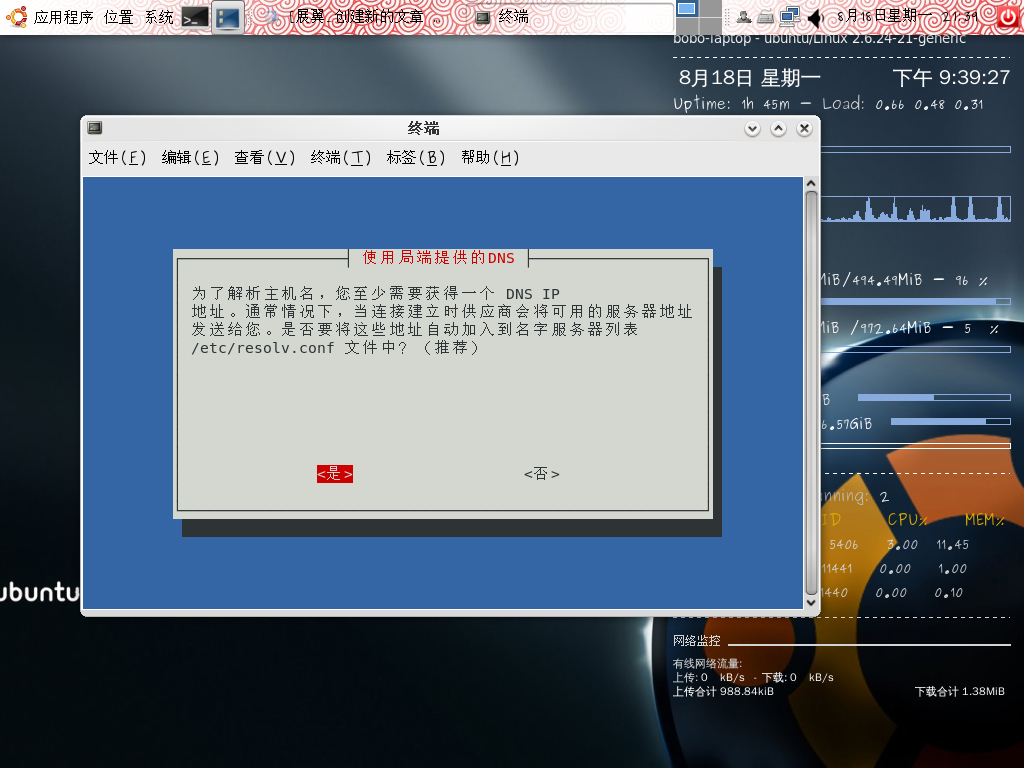 应用程序 位置 系统
展翼 创建新的文章 ..
终端
8月18日星期一 21:39
bobo-laptop - ubuntu/Linux 2.6.24-21-generic
8月18日 星期一 下午 9:39:27
Uptime: 1h 45m - Load: 0.66 0.48 0.31
终端
文件(F) 编辑(E) 查看(V) 终端(T) 标签(B) 帮助(H)
使用局端提供的DNS
为了解析主机名，您至少需要获得一个 DNS IP
地址。通常情况下，当连接建立时供应商会将可用的服务器地址
发送给您。是否要将这些地址自动加入到名字服务器列表
/etc/resolv.conf 文件中？（推荐）
<是> <否>
MiB/494.49MiB - 96 %
MiB /972.64MiB - 5 %
B
6.57GiB
nning: 2
ID CPU% MEM%
5406 3.00 11.45
11441 0.00 1.00
1440 0.00 0.10
ubuntu
网络监控
有线网络流量:
上传: 0 kB/s - 下载: 0 kB/s
上传合计 988.84kiB 下载合计 1.38MiB